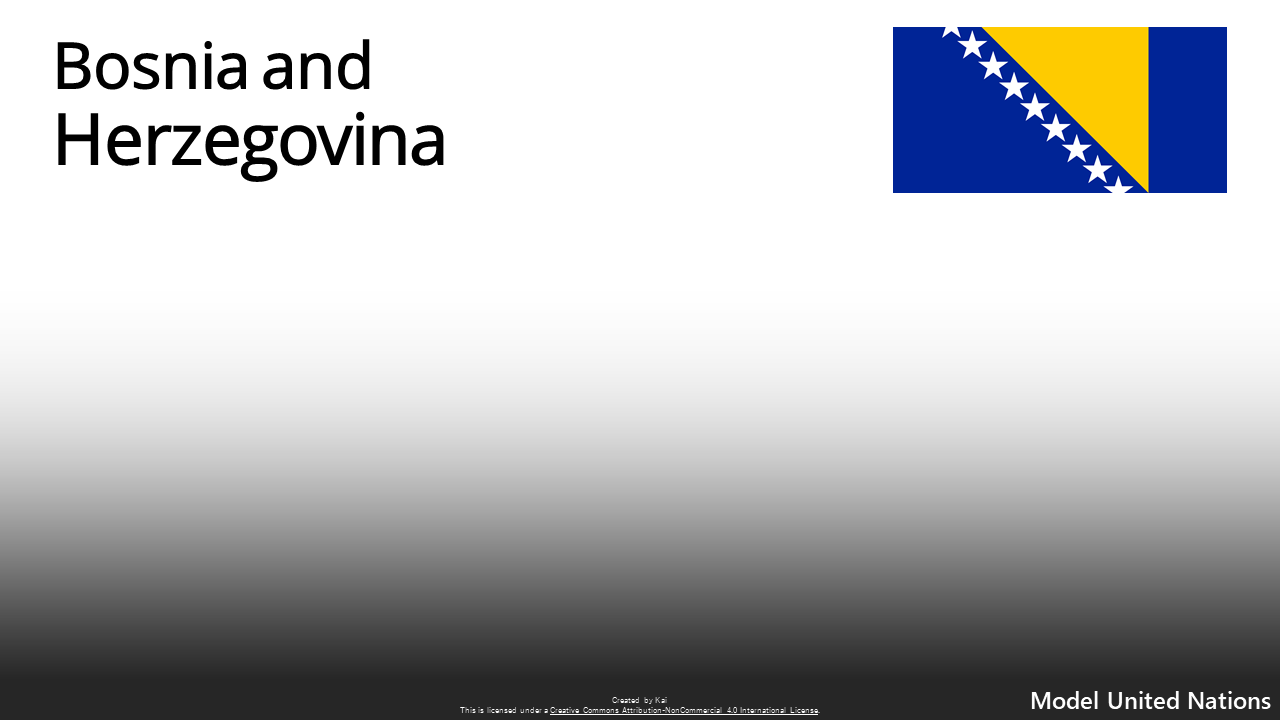 Bosnia and
Herzegovina
Created by Kai
This is licensed under a Creative Commons Attribution-NonCommercial 4.0 International License.
Model United Nations